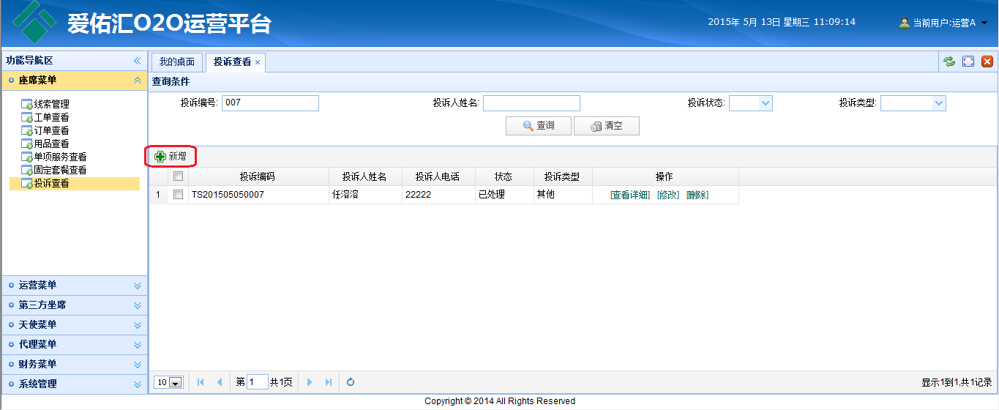 爱佑汇O2O运营平台
2015年 5月 13日 星期三 11:09:14
当前用户:运营A
功能导航区
我的桌面
投诉查看
座席菜单
查询条件
线索管理
工单查看
订单查看
用品查看
单项服务查看
固定套餐查看
投诉查看
投诉编号: 007
投诉人姓名:
投诉状态:
投诉类型:
查询
清空
新增
投诉编码 投诉人姓名 投诉人电话 状态 投诉类型 操作
1 TS201505050007 任溶溶 22222 已处理 其他 [查看详细] [修改] [删除]
运营菜单
第三方坐席
天使菜单
代理菜单
财务菜单
系统管理
10 第 1 共1页
显示1到1,共1记录
Copyright © 2014 All Rights Reserved